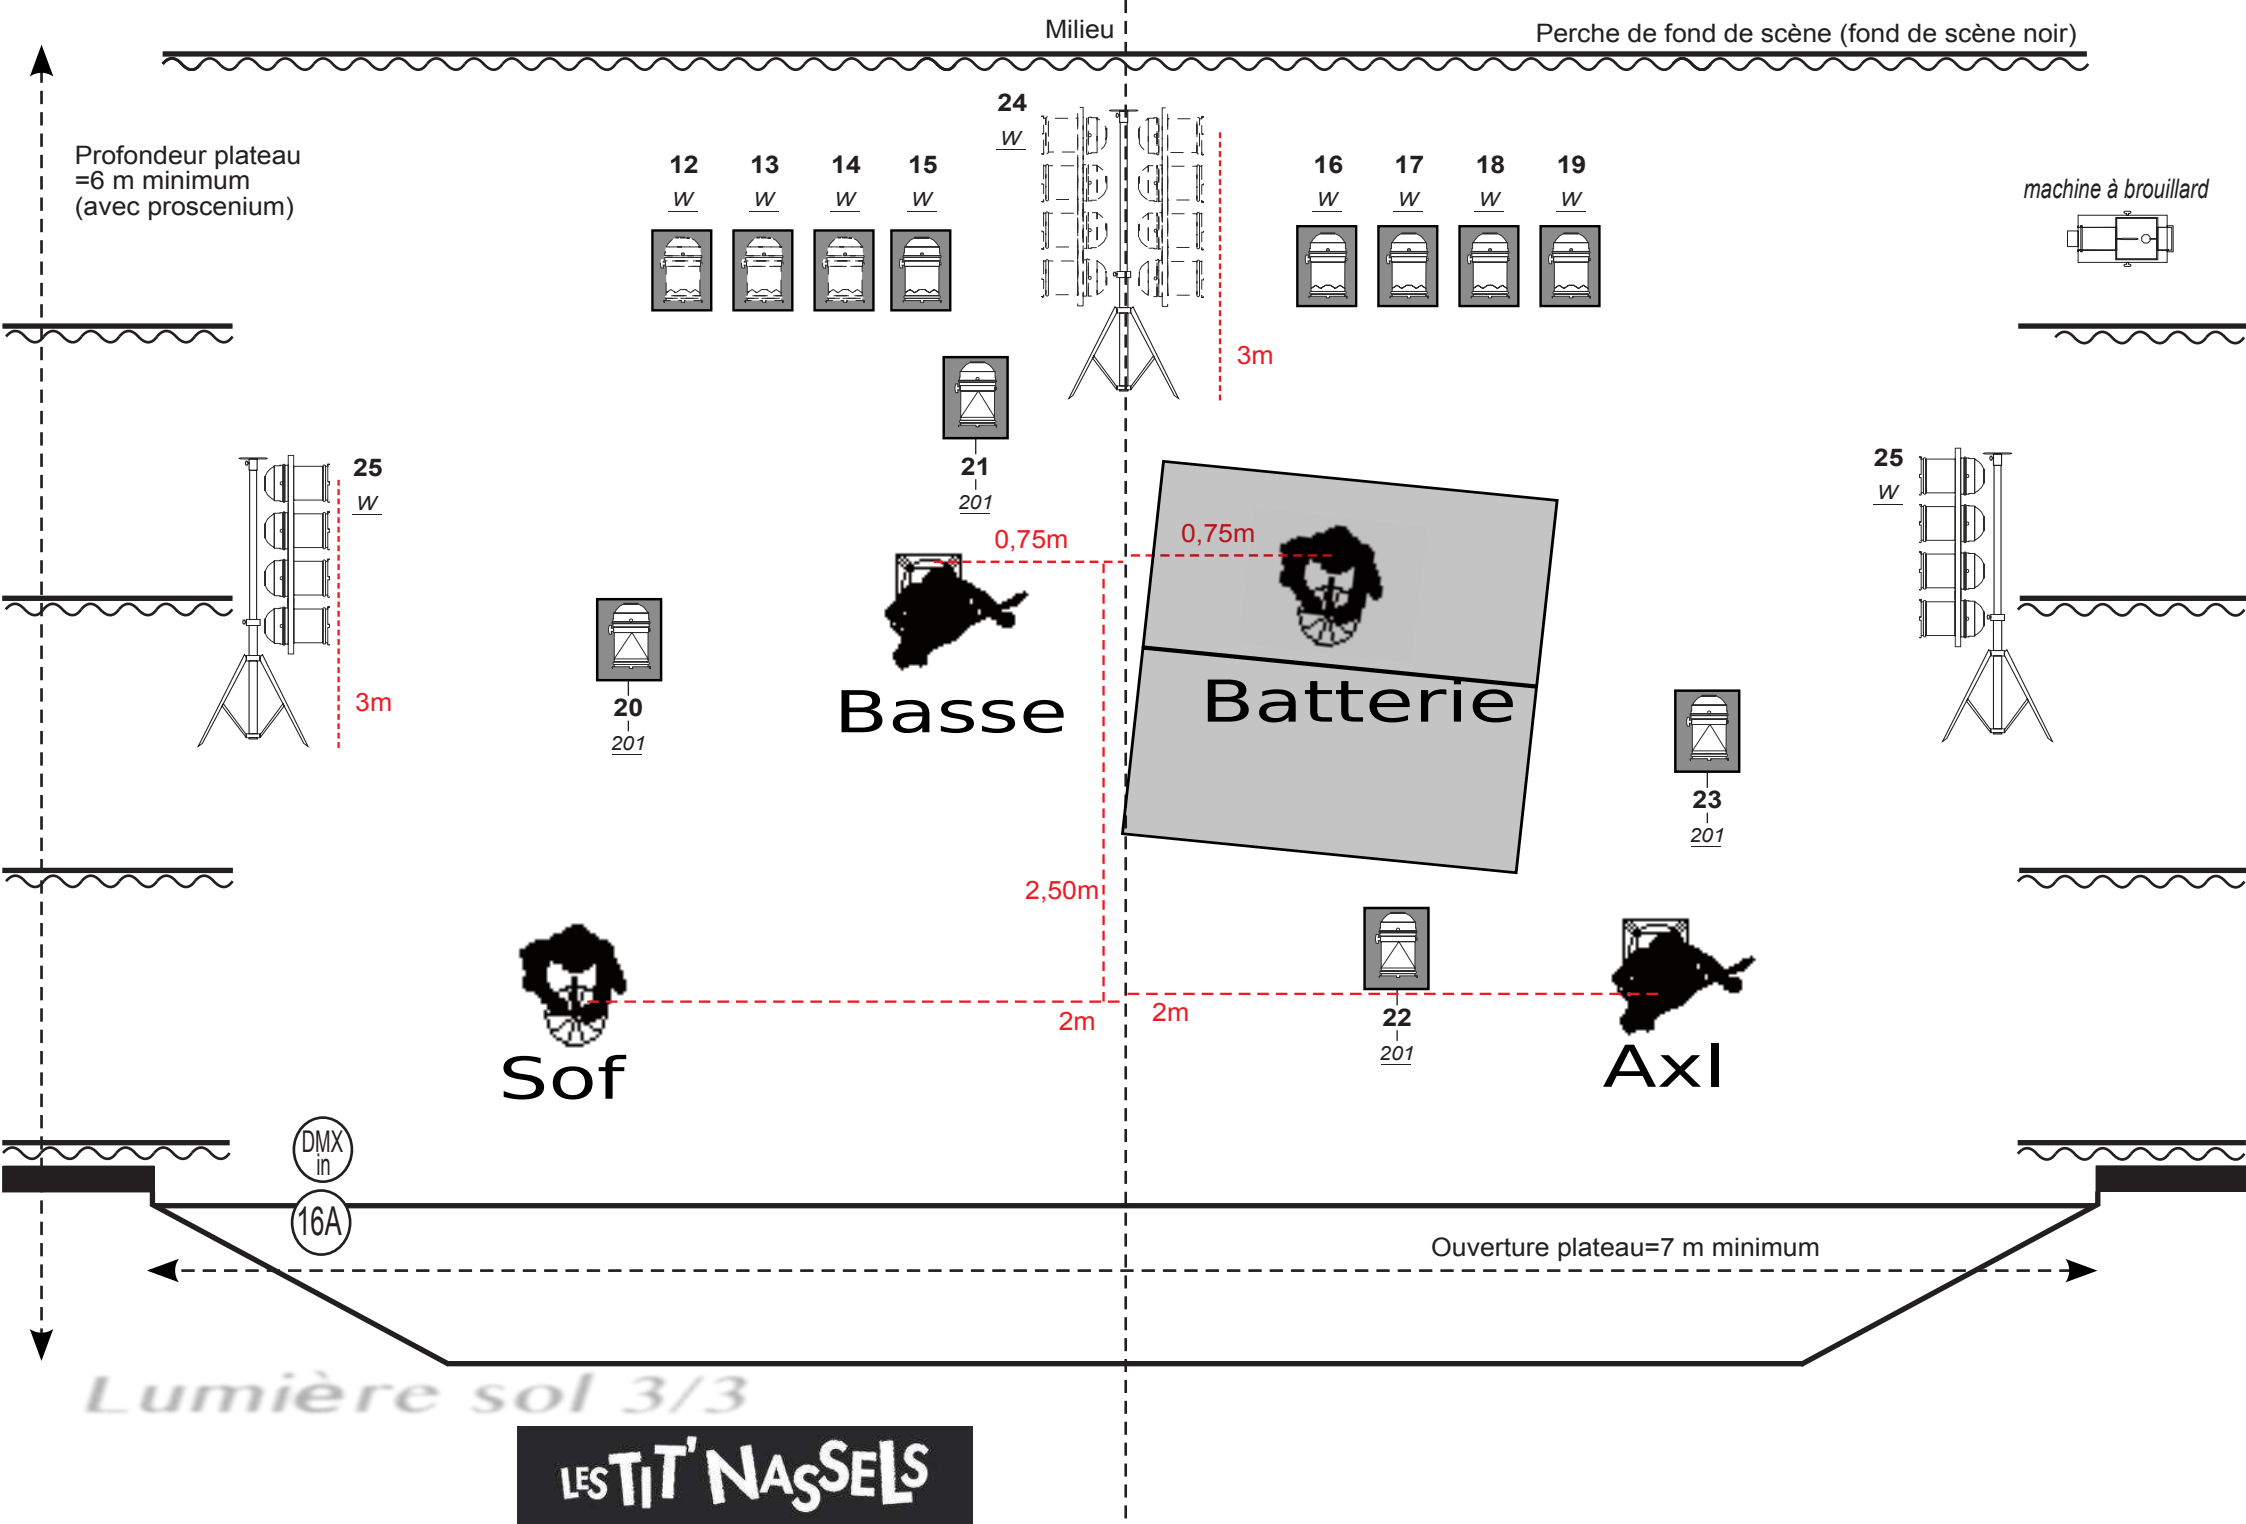 Milieu
Perche de fond de scène (fond de scène noir)
Profondeur plateau
=6 m minimum
(avec proscenium)
24
W
12
W
13
W
14
W
15
W
16
W
17
W
18
W
19
W
machine à brouillard
3m
21
201
25
W
3m
25
W
0,75m
0,75m
20
201
Basse
Batterie
23
201
2,50m
2m
2m
22
201
Sof
Axl
DMX
in
16A
Ouverture plateau=7 m minimum
Lumière sol 3/3
LES TIT' NASSELS